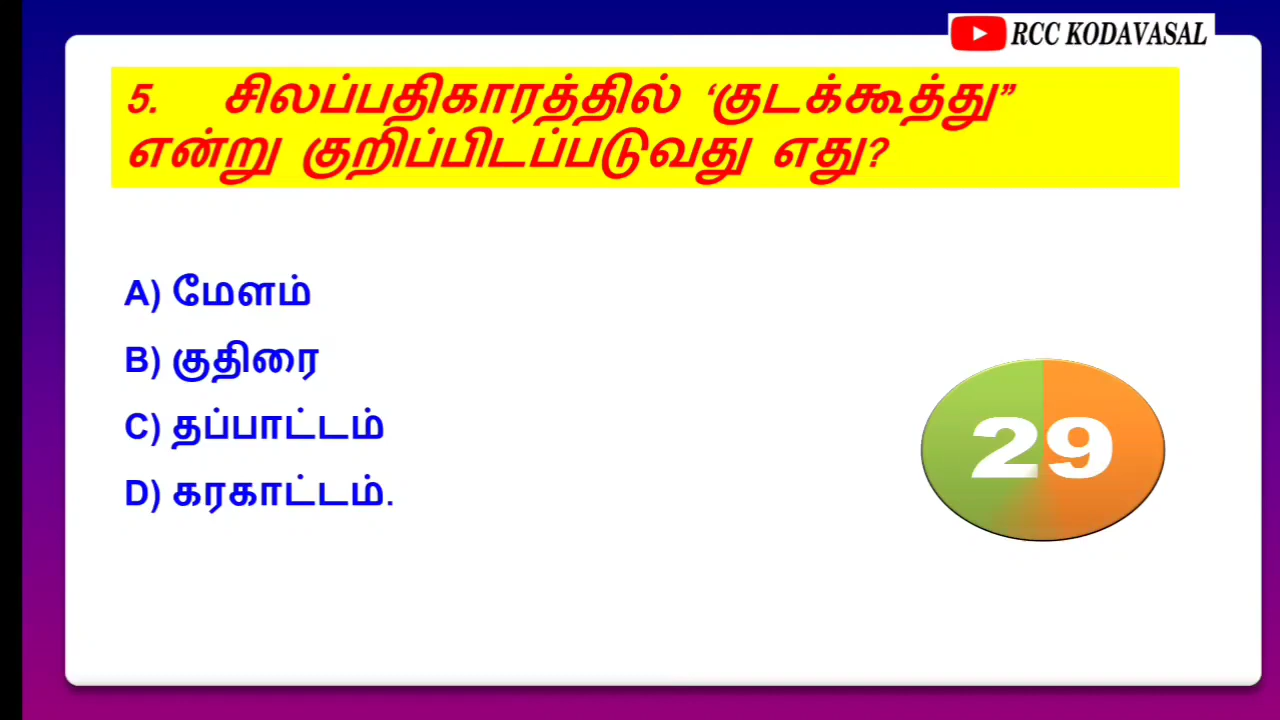 RCC KODAVASAL
5. சிலப்பதிகாரத்தில் ‘குடக்கூத்து”
என்று குறிப்பிடப்படுவது எது?
A) மேளம்
B) குதிரை
C) தப்பாட்டம்
D) கரகாட்டம்.
29